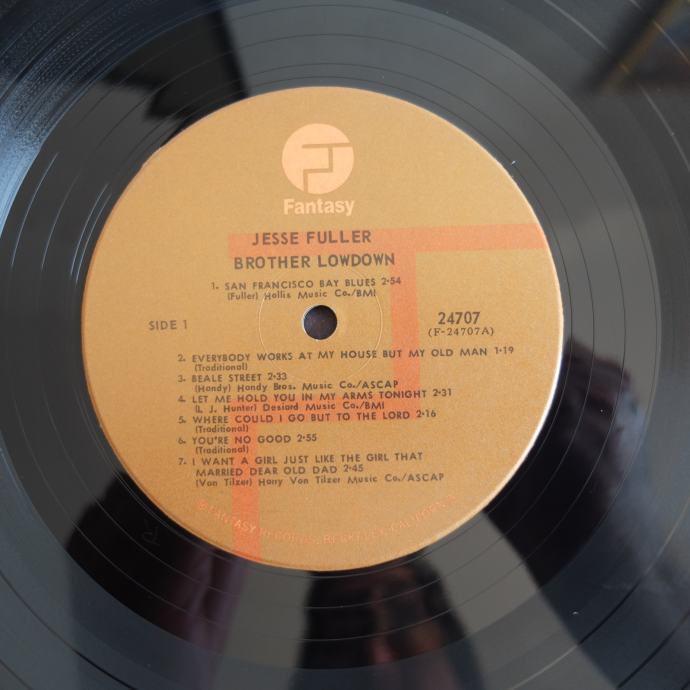 Fantasy
JESSE FULLER
BROTHER LOWDOWN
1. SAN FRANCISCO BAY BLUES 2·54
(Fuller) Hollis Music Co./BMI
SIDE 1
24707
(F-24707A)
2. EVERYBODY WORKS AT MY HOUSE BUT MY OLD MAN 1·19
(Traditional)
3. BEALE STREET 2·33
(Handy) Handy Bros. Music Co./ASCAP
4. LET ME HOLD YOU IN MY ARMS TONIGHT 2·31
(L. J. Hunter) Desiard Music Co./BMI
5. WHERE COULD I GO BUT TO THE LORD 2·16
(Traditional)
6. YOU'RE NO GOOD 2·55
(Traditional)
7. I WANT A GIRL JUST LIKE THE GIRL THAT
MARRIED DEAR OLD DAD 2·45
(Von Tilzer) Harry Von Tilzer Music Co./ASCAP
℗ FANTASY RECORDS, BERKELEY, CALIFORNIA